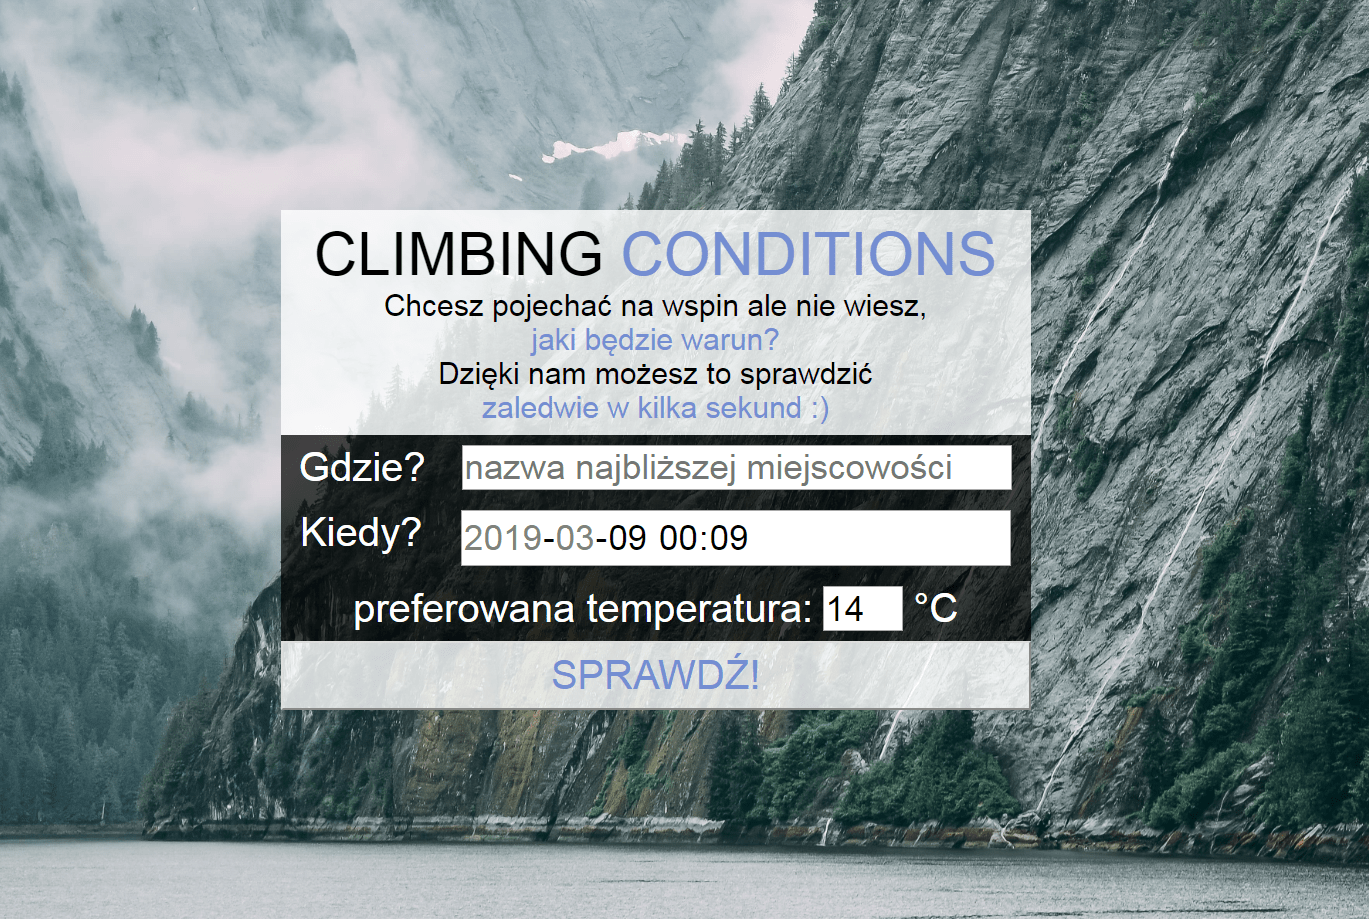 CLIMBING CONDITIONS
Chcesz pojechać na wspin ale nie wiesz,
jaki będzie warun?
Dzięki nam możesz to sprawdzić
zaledwie w kilka sekund :)
Gdzie? nazwa najbliższej miejscowości
Kiedy? 2019-03-09 00:09
preferowana temperatura: 14 °C
SPRAWDŹ!